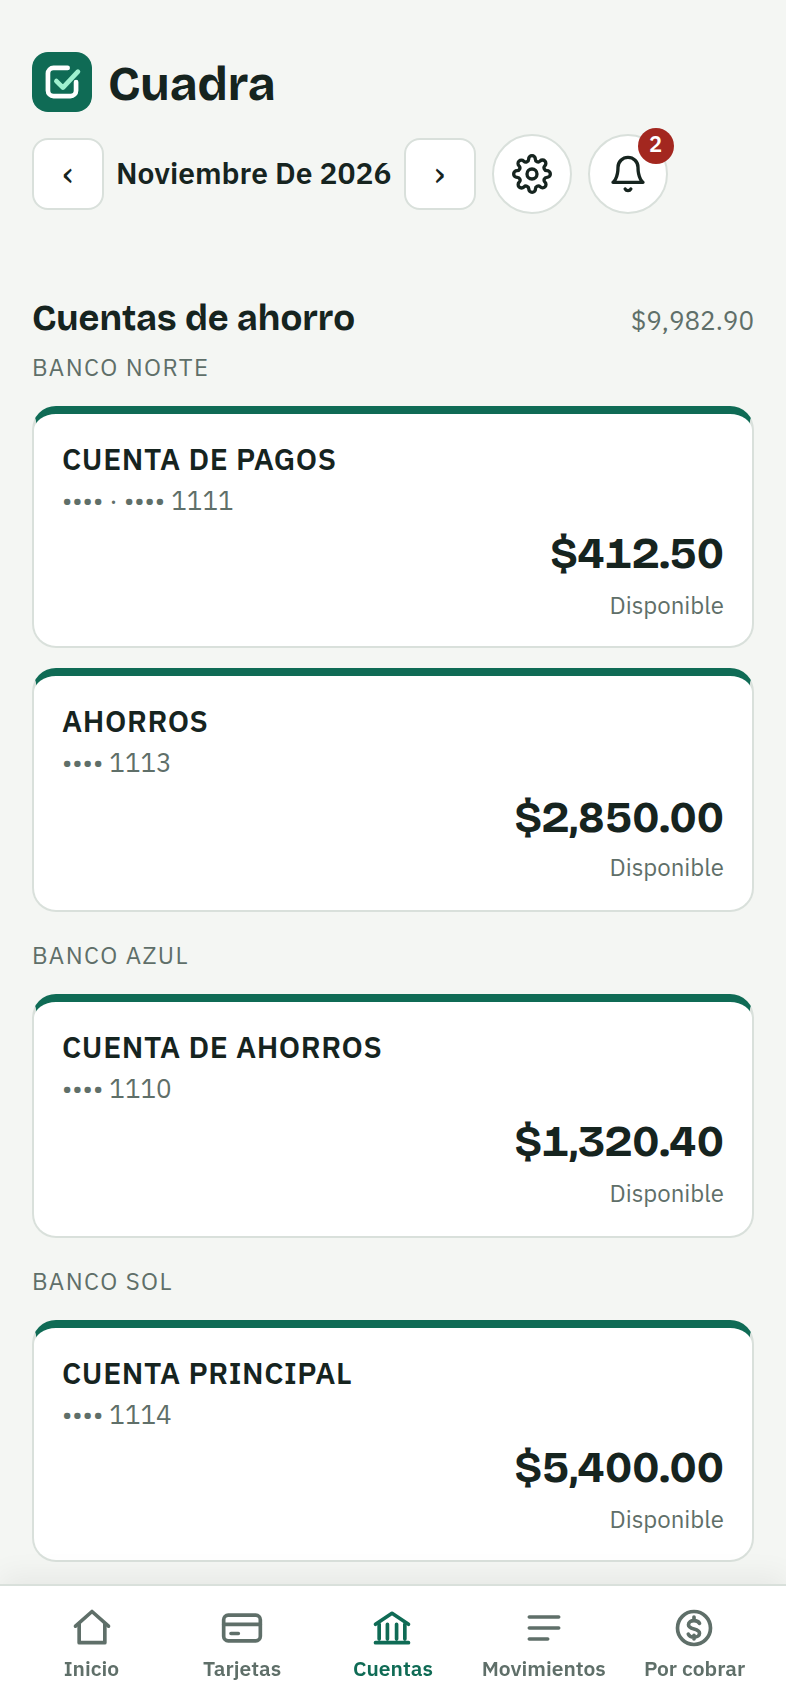 Cuadra
‹ Noviembre De 2026 › 2
Cuentas de ahorro $9,982.90
BANCO NORTE
CUENTA DE PAGOS
•••• · •••• 1111
$412.50
Disponible
AHORROS
•••• 1113
$2,850.00
Disponible
BANCO AZUL
CUENTA DE AHORROS
•••• 1110
$1,320.40
Disponible
BANCO SOL
CUENTA PRINCIPAL
•••• 1114
$5,400.00
Disponible
Inicio Tarjetas Cuentas Movimientos Por cobrar